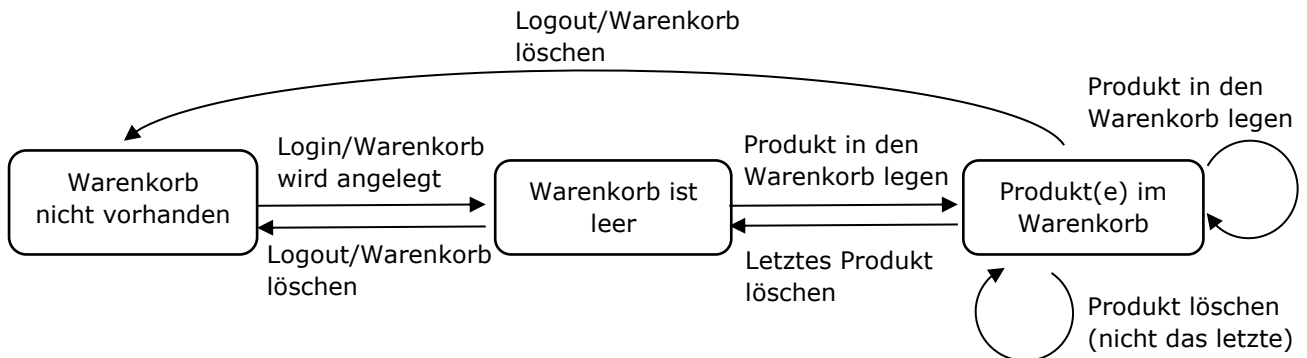 Logout/Warenkorb
löschen
Produkt in den
Warenkorb legen
Login/Warenkorb
wird angelegt
Produkt in den
Warenkorb legen
Warenkorb
nicht vorhanden
Warenkorb ist
leer
Produkt(e) im
Warenkorb
Logout/Warenkorb
löschen
Letztes Produkt
löschen
Produkt löschen
(nicht das letzte)